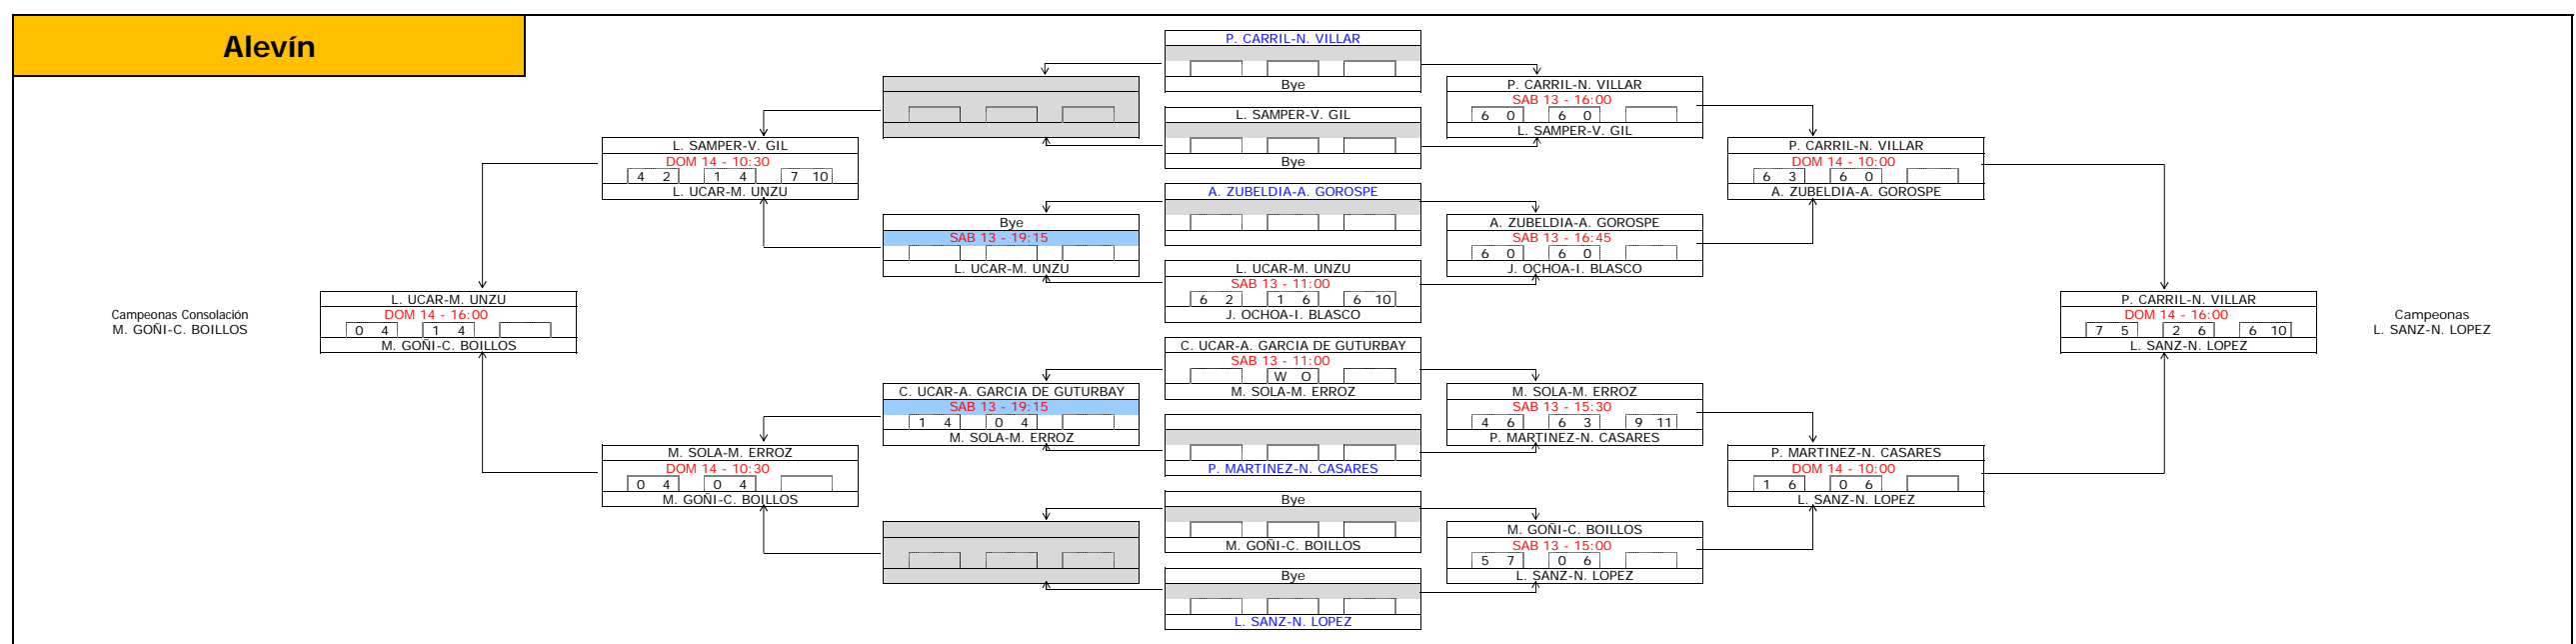 Alevín
P. CARRIL-N. VILLAR
Bye
L. SAMPER-V. GIL
Bye
A. ZUBELDIA-A. GOROSPE
L. UCAR-M. UNZU
SAB 13 - 11:00
6 2 1 6 6 10
J. OCHOA-I. BLASCO
C. UCAR-A. GARCIA DE GUTURBAY
SAB 13 - 11:00
W O
M. SOLA-M. ERROZ
P. MARTINEZ-N. CASARES
Bye
M. GOÑI-C. BOILLOS
Bye
L. SANZ-N. LOPEZ
Bye
SAB 13 - 19:15
L. UCAR-M. UNZU
C. UCAR-A. GARCIA DE GUTURBAY
SAB 13 - 19:15
1 4 0 4
M. SOLA-M. ERROZ
L. SAMPER-V. GIL
DOM 14 - 10:30
4 2 1 4 7 10
L. UCAR-M. UNZU
M. SOLA-M. ERROZ
DOM 14 - 10:30
0 4 0 4
M. GOÑI-C. BOILLOS
L. UCAR-M. UNZU
DOM 14 - 16:00
0 4 1 4
M. GOÑI-C. BOILLOS
Campeonas Consolación
M. GOÑI-C. BOILLOS
P. CARRIL-N. VILLAR
SAB 13 - 16:00
6 0 6 0
L. SAMPER-V. GIL
A. ZUBELDIA-A. GOROSPE
SAB 13 - 16:45
6 0 6 0
J. OCHOA-I. BLASCO
M. SOLA-M. ERROZ
SAB 13 - 15:30
4 6 6 3 9 11
P. MARTINEZ-N. CASARES
M. GOÑI-C. BOILLOS
SAB 13 - 15:00
5 7 0 6
L. SANZ-N. LOPEZ
P. CARRIL-N. VILLAR
DOM 14 - 10:00
6 3 6 0
A. ZUBELDIA-A. GOROSPE
P. MARTINEZ-N. CASARES
DOM 14 - 10:00
1 6 0 6
L. SANZ-N. LOPEZ
P. CARRIL-N. VILLAR
DOM 14 - 16:00
7 5 2 6 6 10
L. SANZ-N. LOPEZ
Campeonas
L. SANZ-N. LOPEZ